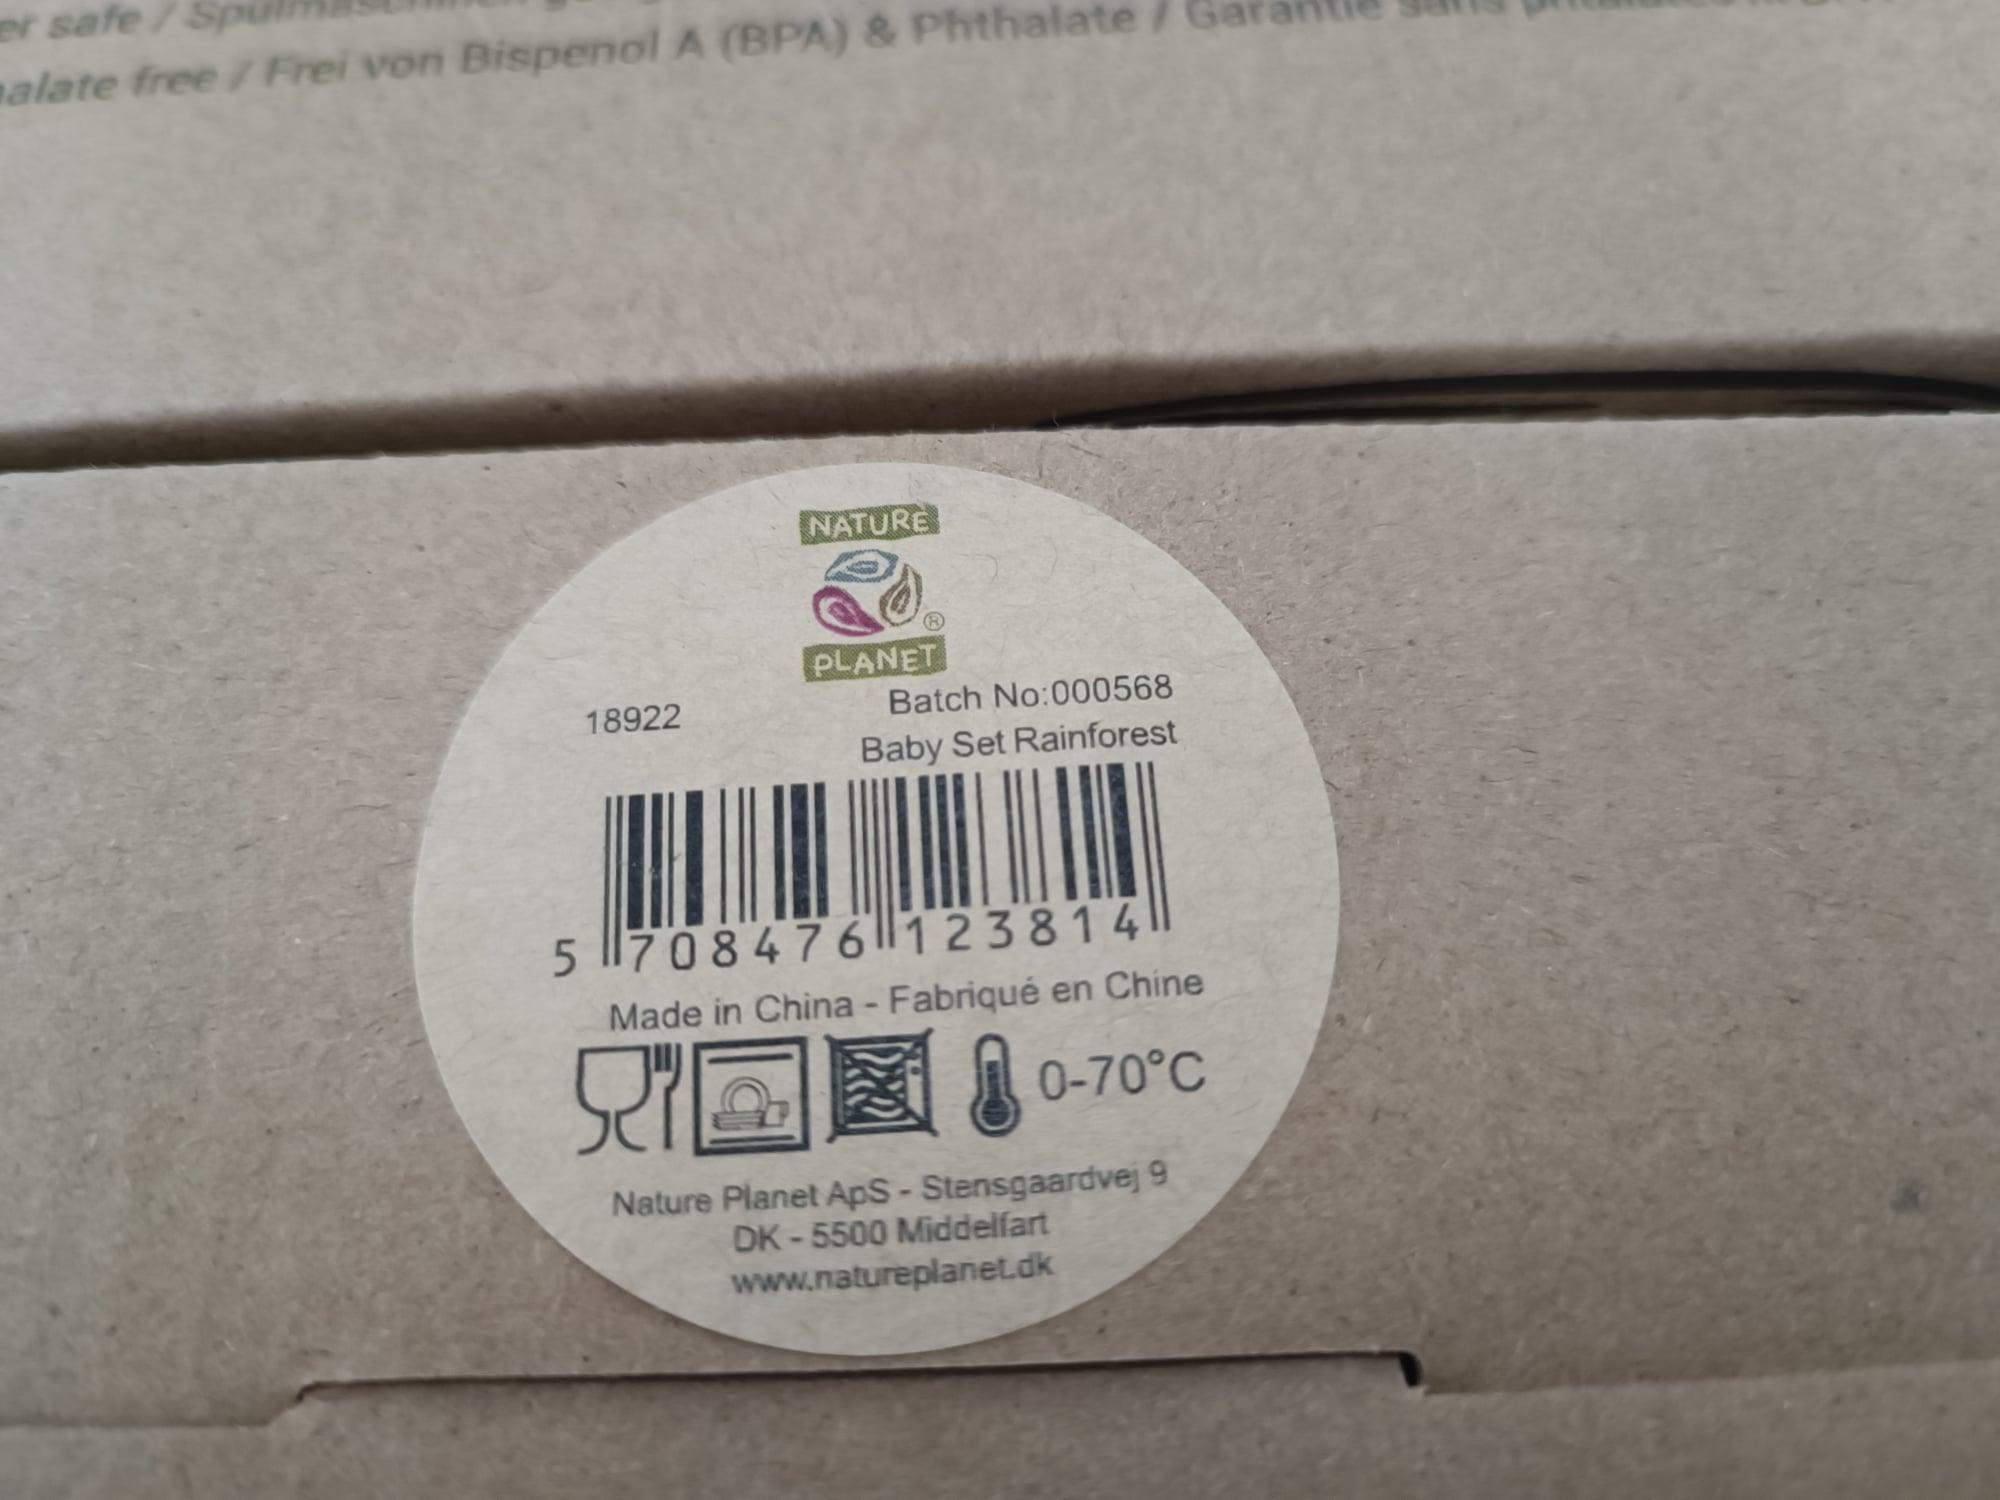 er safe / Spülmaschinen
alate free / Frei von Bispenol A (BPA) & Phthalate / Garantie sans
NATURE
®
PLANET
18922 Batch No:000568
Baby Set Rainforest
5 708476 123814
Made in China - Fabriqué en Chine
0-70°C
Nature Planet ApS - Stensgaardvej 9
DK - 5500 Middelfart
www.natureplanet.dk